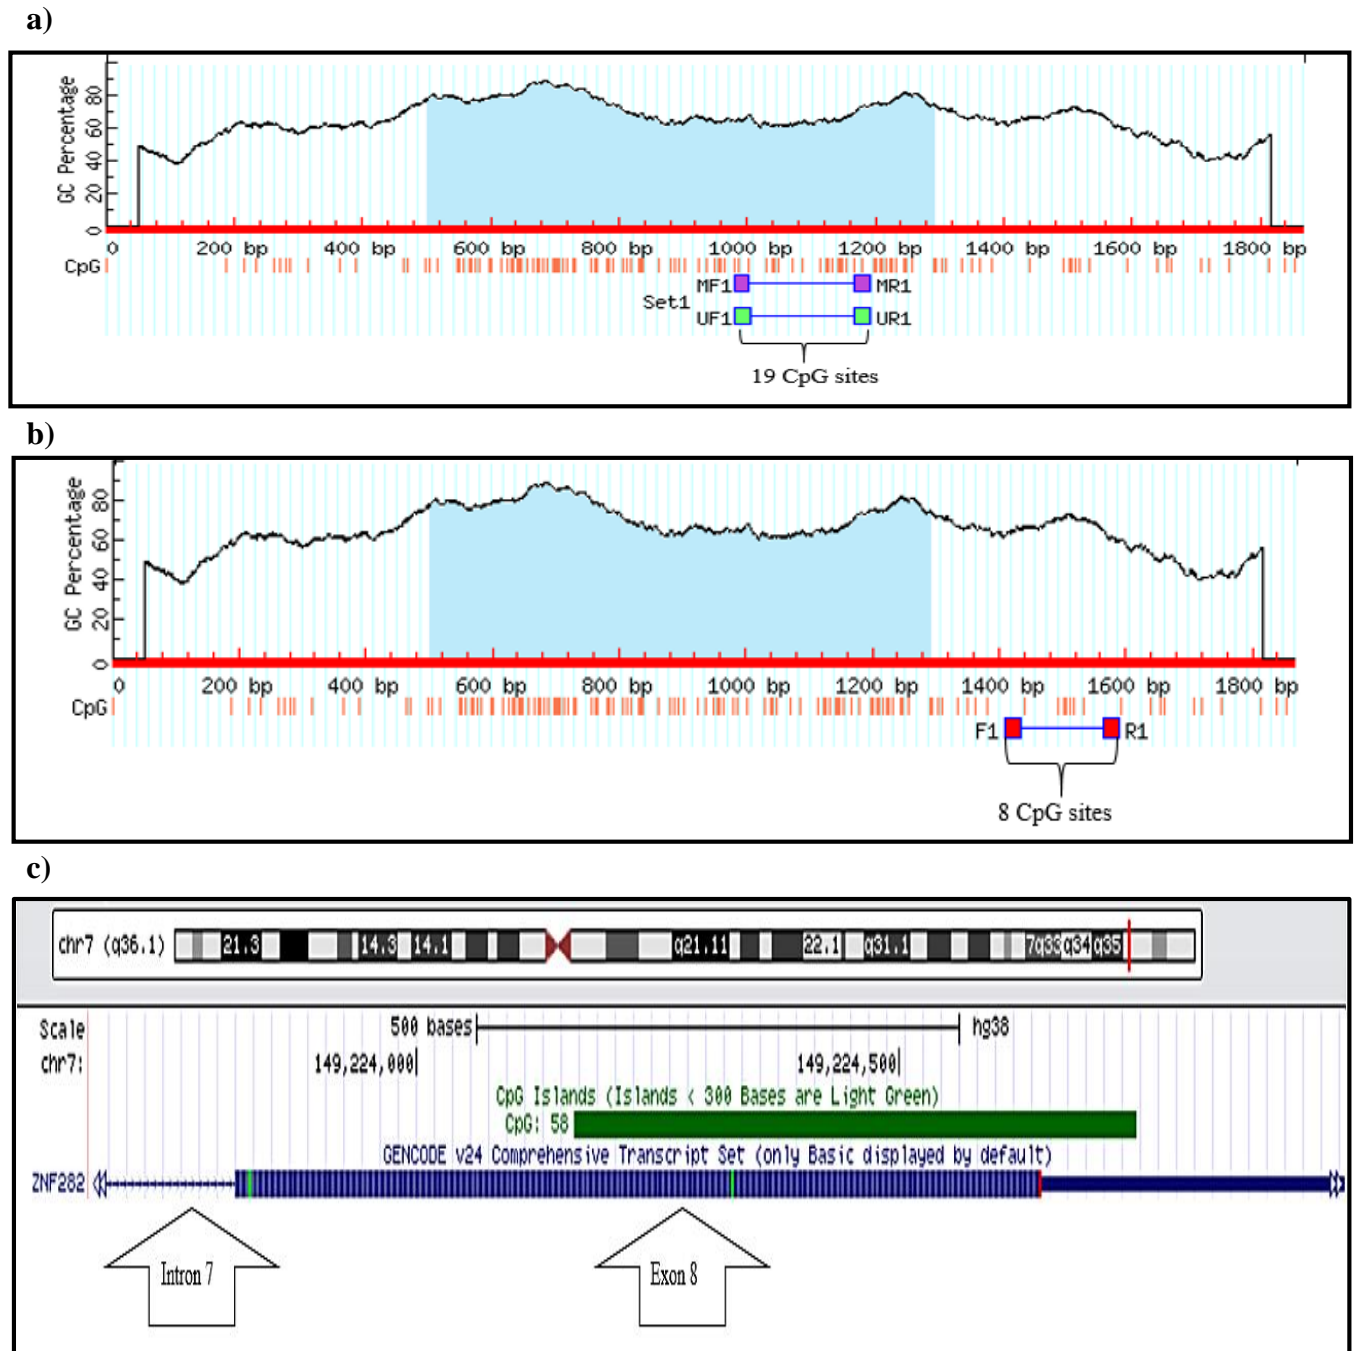 a)
GC Percentage
80
60
40
20
0
0 200 bp 400 bp 600 bp 800 bp 1000 bp 1200 bp 1400 bp 1600 bp 1800 bp
CpG
MF1 MR1
Set1
UF1 UR1
19 CpG sites
b)
GC Percentage
80
60
40
20
0
0 200 bp 400 bp 600 bp 800 bp 1000 bp 1200 bp 1400 bp 1600 bp 1800 bp
CpG
F1 R1
8 CpG sites
c)
chr7 (q36.1) 21.3 14.3 14.1 q21.11 22.1 q31.1 7q33 q34 q35
Scale 500 bases hg38
chr7: 149,224,000 149,224,500
CpG Islands (Islands < 300 Bases are Light Green)
CpG: 58
GENCODE v24 Comprehensive Transcript Set (only Basic displayed by default)
ZNF282
Intron 7 Exon 8